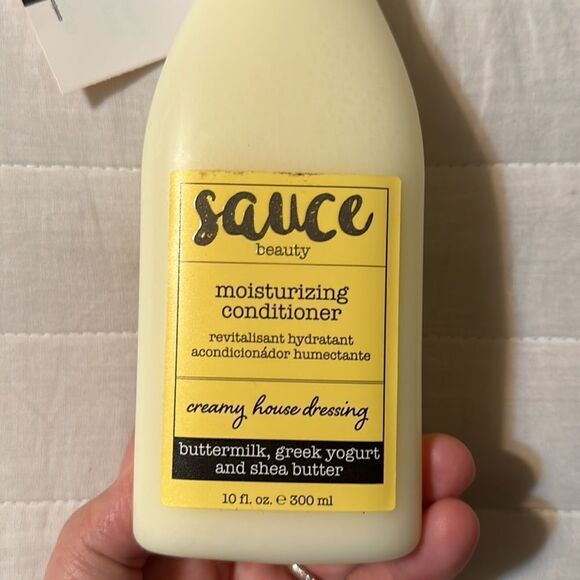 sauce
beauty
moisturizing
conditioner
revitalisant hydratant
acondicionádor humectante
creamy house dressing
buttermilk, greek yogurt
and shea butter
10 fl. oz. ℮ 300 ml